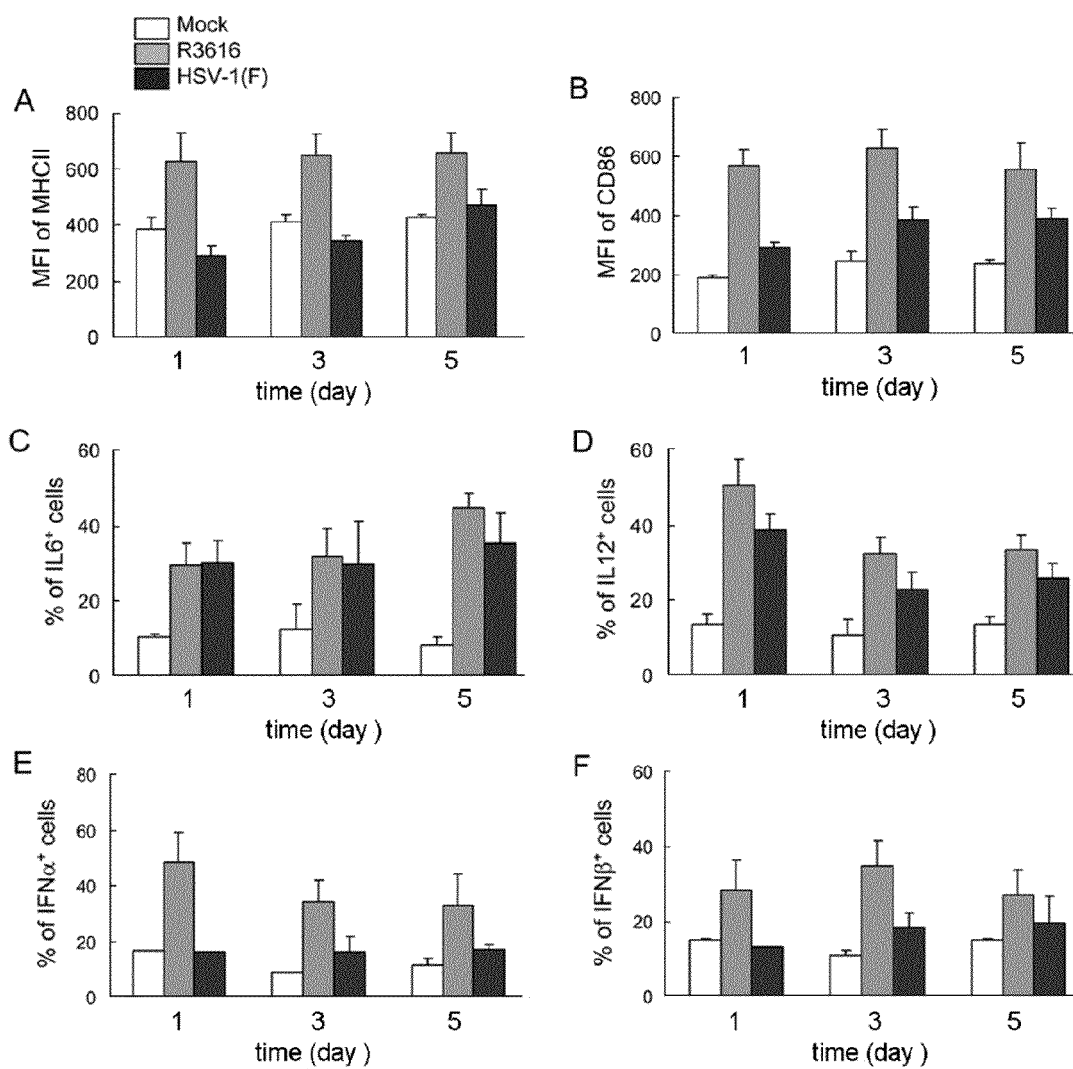 Mock
R3616
HSV-1(F)
A
MFI of MHCII
800
600
400
200
0
1 3 5
time (day )
B
MFI of CD86
800
600
400
200
0
1 3 5
time (day )
C
% of IL6⁺ cells
60
40
20
0
1 3 5
time (day )
D
% of IL12⁺ cells
60
40
20
0
1 3 5
time (day )
E
% of IFNα⁺ cells
80
60
40
20
0
1 3 5
time (day )
F
% of IFNβ⁺ cells
60
40
20
0
1 3 5
time (day )